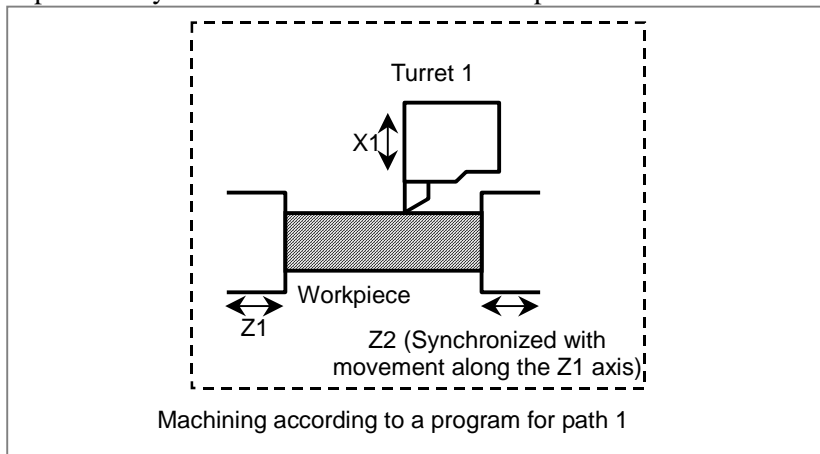 Turret 1
X1
Workpiece
Z1
Z2 (Synchronized with
movement along the Z1 axis)
Machining according to a program for path 1